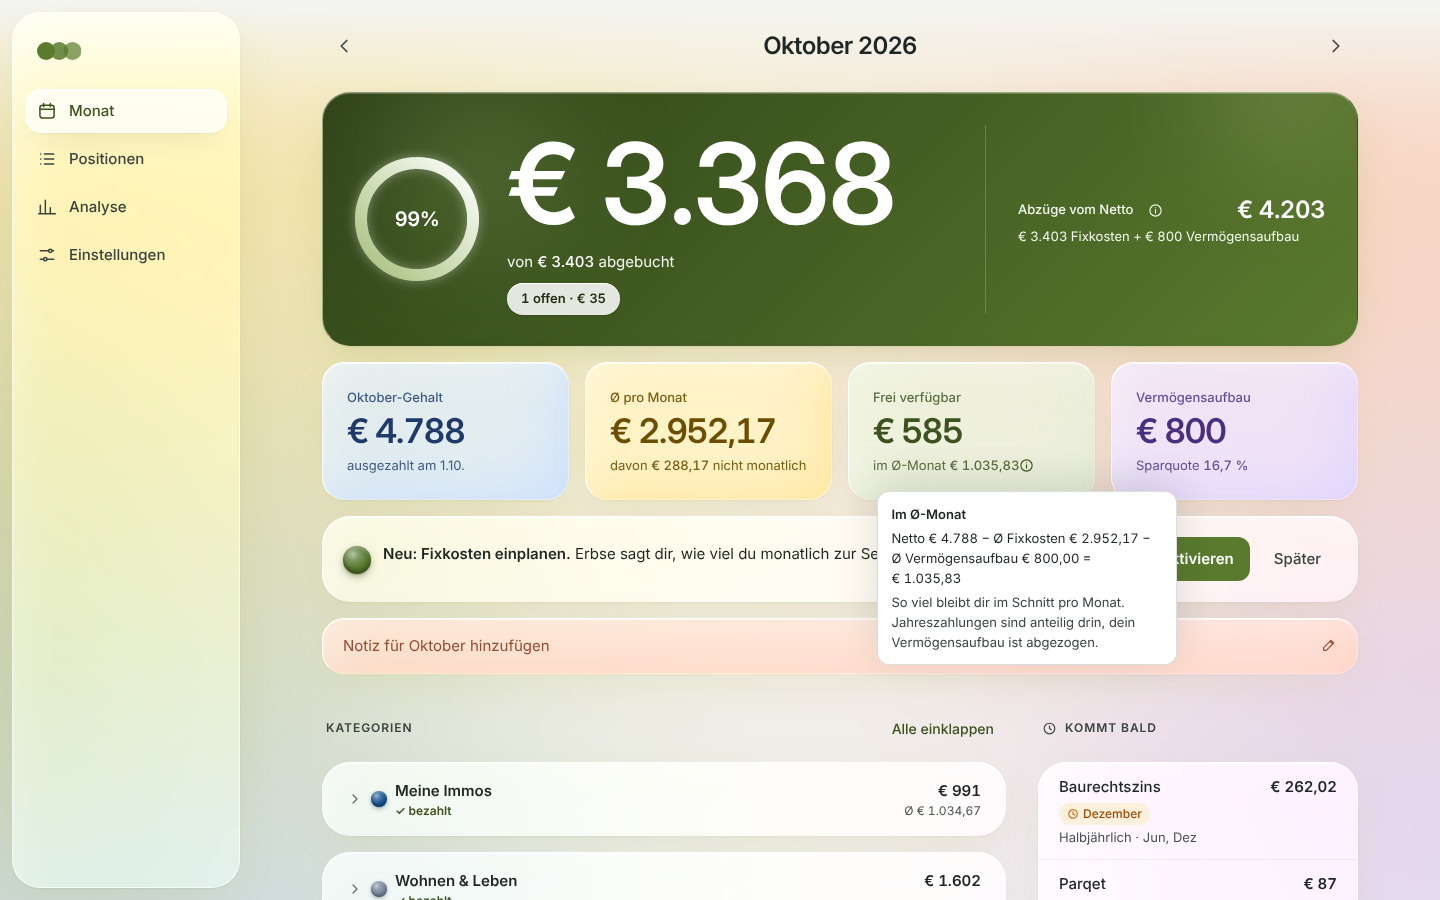 Oktober 2026
Monat
Positionen
Analyse
Einstellungen
99%
€ 3.368
von € 3.403 abgebucht
1 offen · € 35
Abzüge vom Netto
€ 4.203
€ 3.403 Fixkosten + € 800 Vermögensaufbau
Oktober-Gehalt
€ 4.788
ausgezahlt am 1.10.
Ø pro Monat
€ 2.952,17
davon € 288,17 nicht monatlich
Frei verfügbar
€ 585
im Ø-Monat € 1.035,83
Vermögensaufbau
€ 800
Sparquote 16,7 %
Neu: Fixkosten einplanen. Erbse sagt dir, wie viel du monatlich zur
Später
Im Ø-Monat
Netto € 4.788 − Ø Fixkosten € 2.952,17 −
Ø Vermögensaufbau € 800,00 =
€ 1.035,83
So viel bleibt dir im Schnitt pro Monat.
Jahreszahlungen sind anteilig drin, dein
Vermögensaufbau ist abgezogen.
Notiz für Oktober hinzufügen
KATEGORIEN
Alle einklappen
Meine Immos
✓ bezahlt
€ 991
Ø € 1.034,67
Wohnen & Leben
€ 1.602
KOMMT BALD
Baurechtszins
€ 262,02
Dezember
Halbjährlich · Jun, Dez
Parqet
€ 87